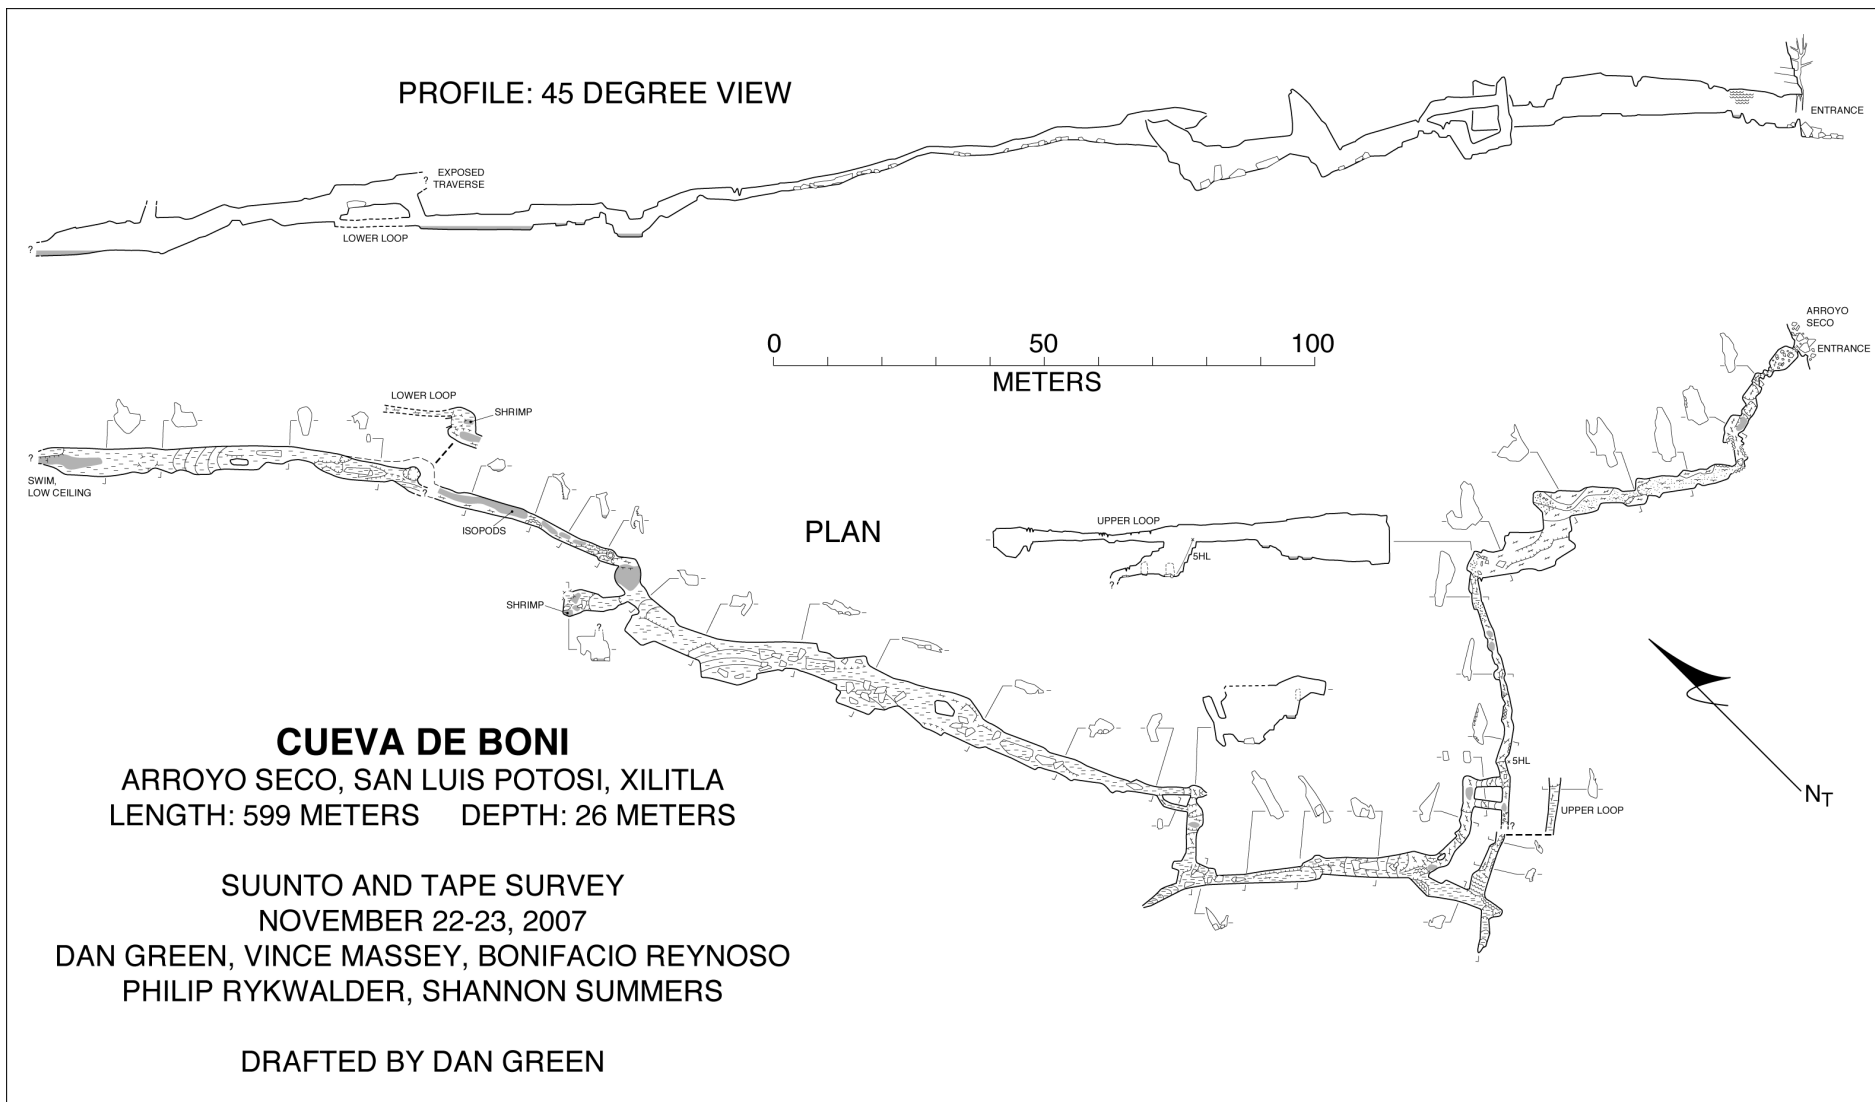 PROFILE: 45 DEGREE VIEW
ENTRANCE
EXPOSED
TRAVERSE
?
?
LOWER LOOP
0 50 100
METERS
ARROYO
SECO
ENTRANCE
LOWER LOOP
SHRIMP
?
SWIM,
LOW CEILING
?
ISOPODS
PLAN
UPPER LOOP
5HL
?
SHRIMP
?
5HL
UPPER LOOP
?
NT
CUEVA DE BONI
ARROYO SECO, SAN LUIS POTOSI, XILITLA
LENGTH: 599 METERS DEPTH: 26 METERS
SUUNTO AND TAPE SURVEY
NOVEMBER 22-23, 2007
DAN GREEN, VINCE MASSEY, BONIFACIO REYNOSO
PHILIP RYKWALDER, SHANNON SUMMERS
DRAFTED BY DAN GREEN